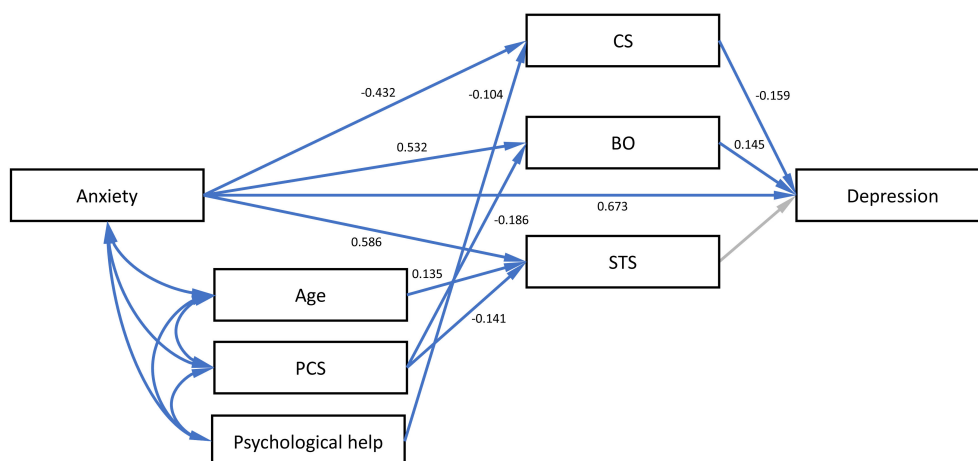 CS
-0.432
-0.104
-0.159
0.532
BO
0.145
Anxiety
0.673
Depression
-0.186
0.586
STS
0.135
Age
-0.141
PCS
Psychological help